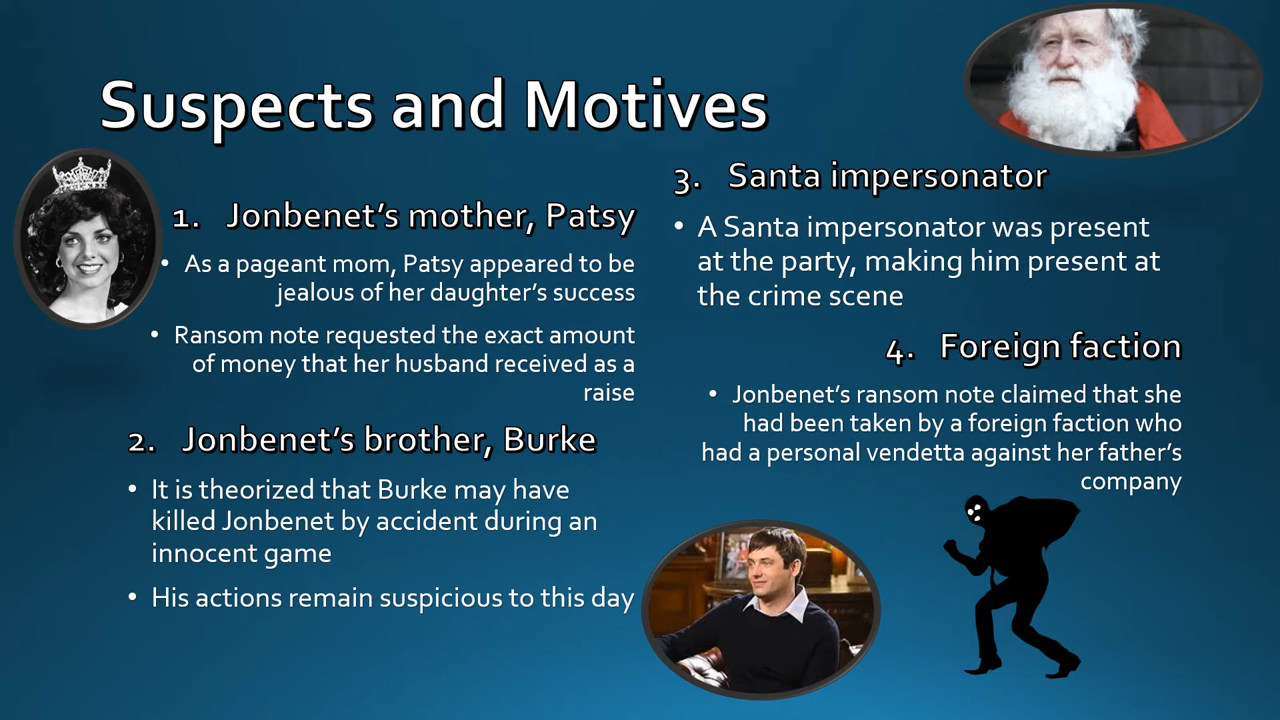 Suspects and Motives
1. Jonbenet’s mother, Patsy
• As a pageant mom, Patsy appeared to be
jealous of her daughter’s success
• Ransom note requested the exact amount
of money that her husband received as a
raise
2. Jonbenet’s brother, Burke
• It is theorized that Burke may have
killed Jonbenet by accident during an
innocent game
• His actions remain suspicious to this day
3. Santa impersonator
• A Santa impersonator was present
at the party, making him present at
the crime scene
4. Foreign faction
• Jonbenet’s ransom note claimed that she
had been taken by a foreign faction who
had a personal vendetta against her father’s
company